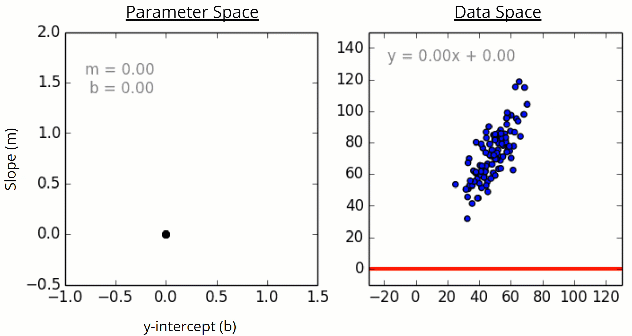 Parameter Space
Data Space
2.0
1.5
1.0
0.5
0.0
−0.5
m = 0.00
b = 0.00
Slope (m)
−1.0 −0.5 0.0 0.5 1.0 1.5
y-intercept (b)
140
120
100
80
60
40
20
0
y = 0.00x + 0.00
−20 0 20 40 60 80 100 120